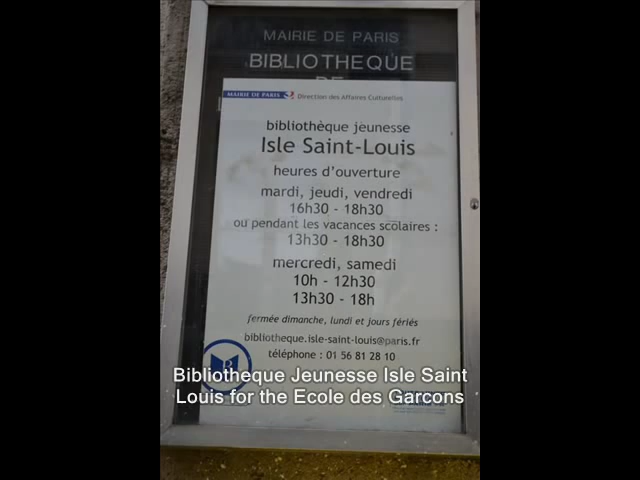 MAIRIE DE PARIS
BIBLIOTHEQUE
DE
MAIRIE DE PARIS Direction des Affaires Culturelles
bibliothèque jeunesse
Isle Saint-Louis
heures d'ouverture
mardi, jeudi, vendredi
16h30 - 18h30
ou pendant les vacances scolaires :
13h30 - 18h30
mercredi, samedi
10h - 12h30
13h30 - 18h
fermée dimanche, lundi et jours fériés
bibliotheque.isle-saint-louis@paris.fr
téléphone : 01 56 81 28 10
Bibliotheque Jeunesse Isle Saint
Louis for the Ecole des Garcons